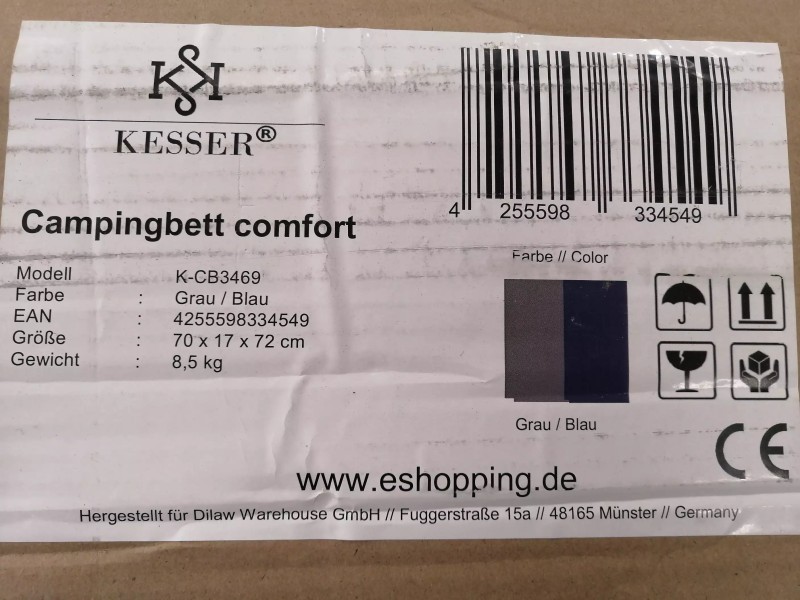 KESSER®
Campingbett comfort
Modell K-CB3469
Farbe : Grau / Blau
EAN : 4255598334549
Größe : 70 x 17 x 72 cm
Gewicht : 8,5 kg
4 255598 334549
Farbe // Color
Grau / Blau
CE
www.eshopping.de
Hergestellt für Dilaw Warehouse GmbH // Fuggerstraße 15a // 48165 Münster // Germany